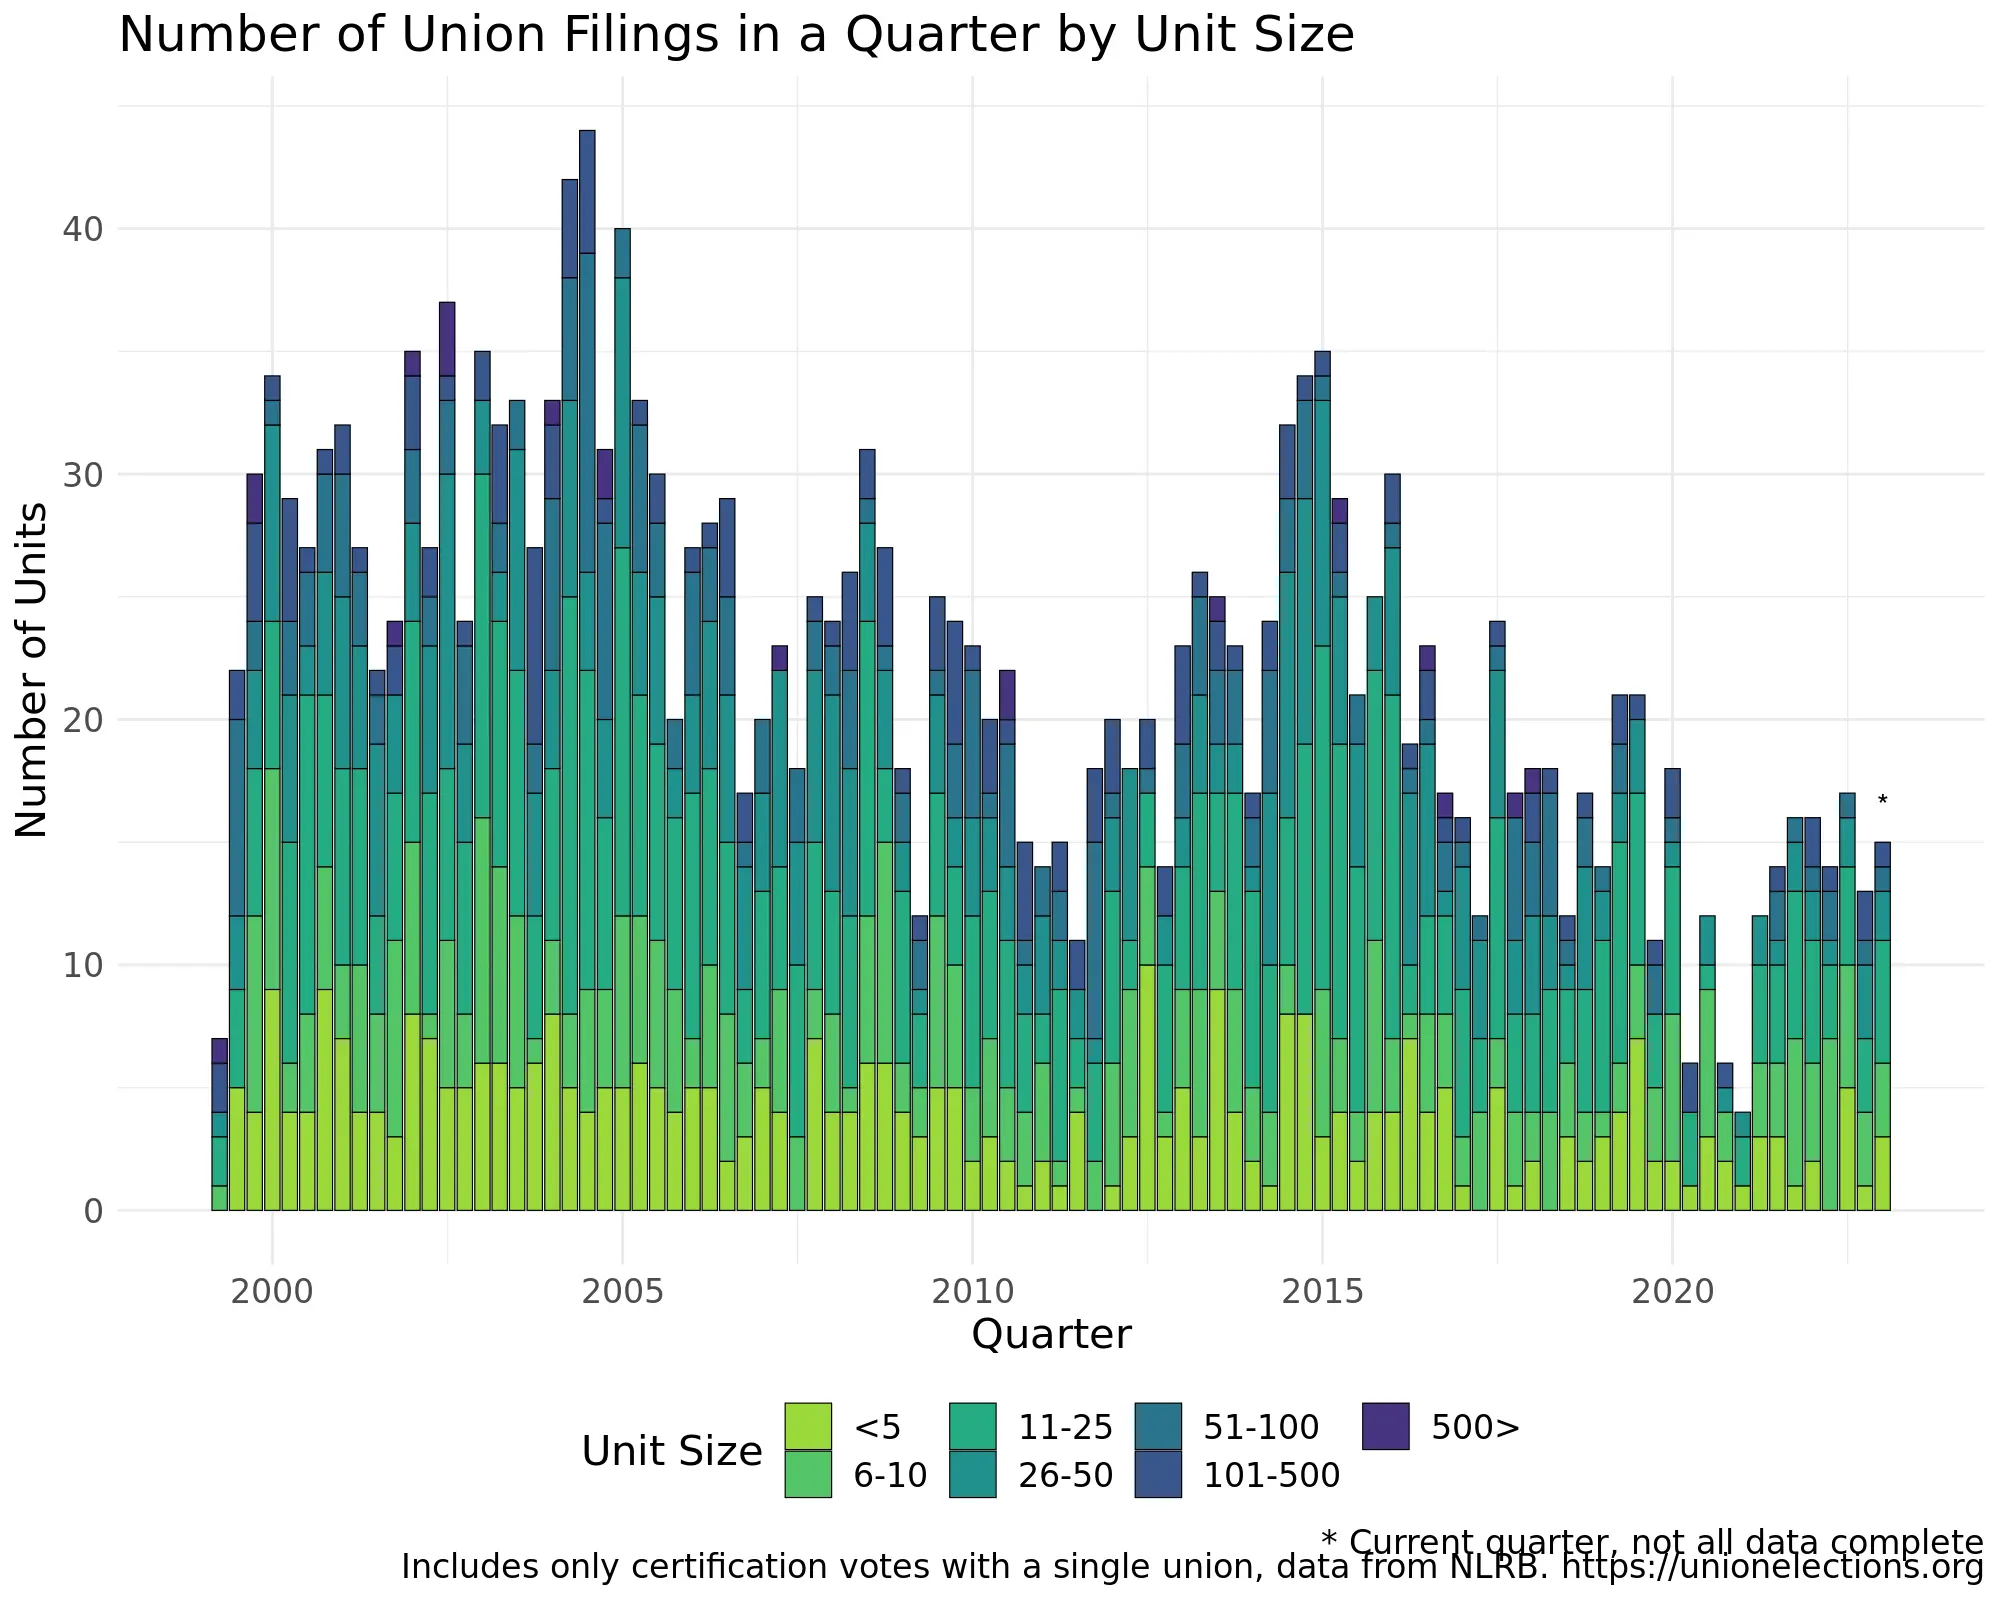 Number of Union Filings in a Quarter by Unit Size
Number of Units
40
30
20
10
0
*
2000 2005 2010 2015 2020
Quarter
Unit Size
<5 11-25 51-100 500>
6-10 26-50 101-500
* Current quarter, not all data complete
Includes only certification votes with a single union, data from NLRB. https://unionelections.org